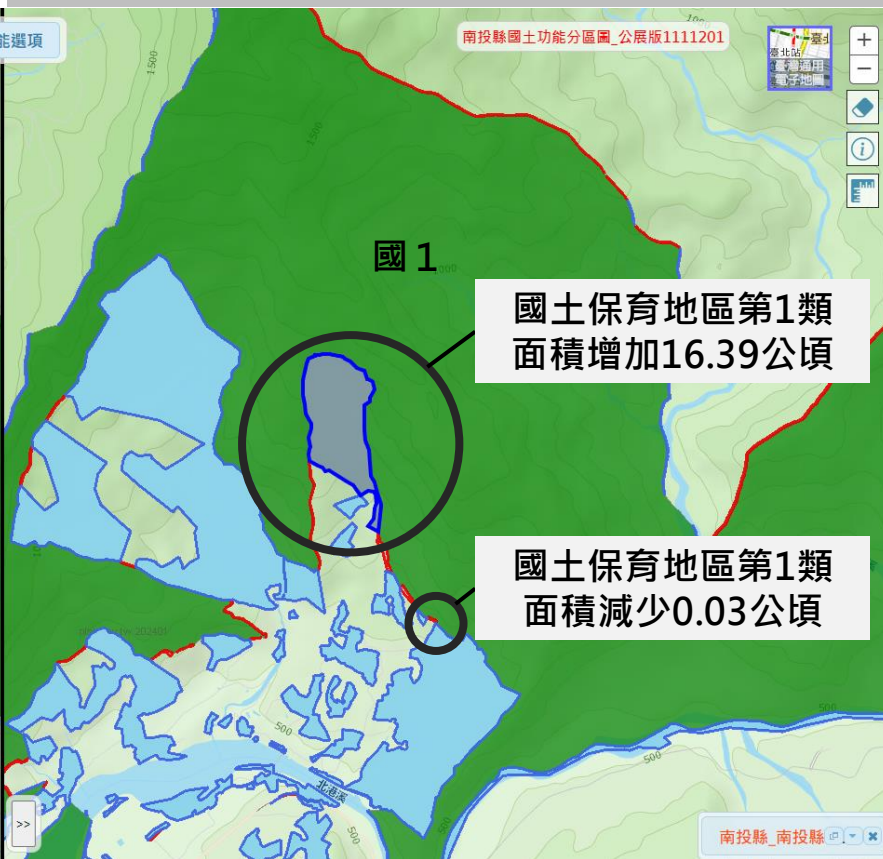 能選項
南投縣國土功能分區圖_公展版1111201
臺北站
臺灣通用
電子地圖
+
−
1500
1500
1000
國1
1000
國土保育地區第1類
面積增加16.39公頃
國土保育地區第1類
面積減少0.03公頃
500
500
500
北港溪
500
500
>>
南投縣_南投縣